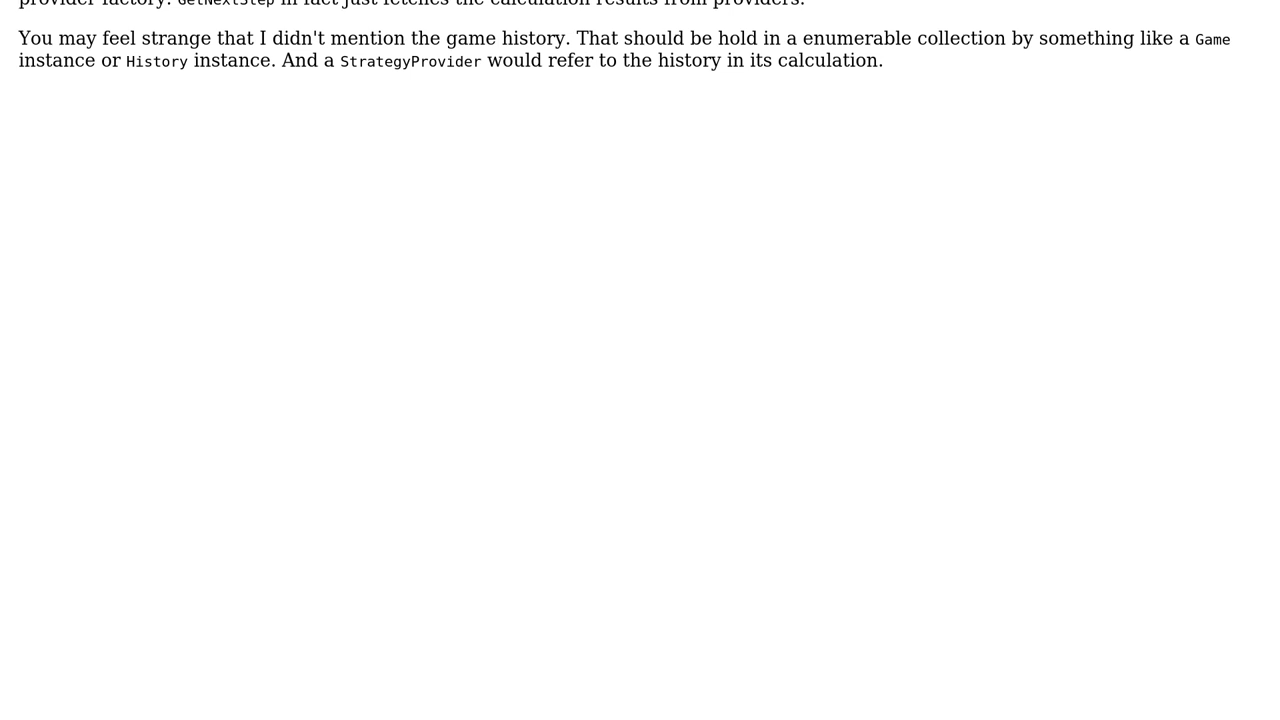 provider factory. GetNextStep in fact just fetches the calculation results from providers.
You may feel strange that I didn't mention the game history. That should be hold in a enumerable collection by something like a Game
instance or History instance. And a StrategyProvider would refer to the history in its calculation.